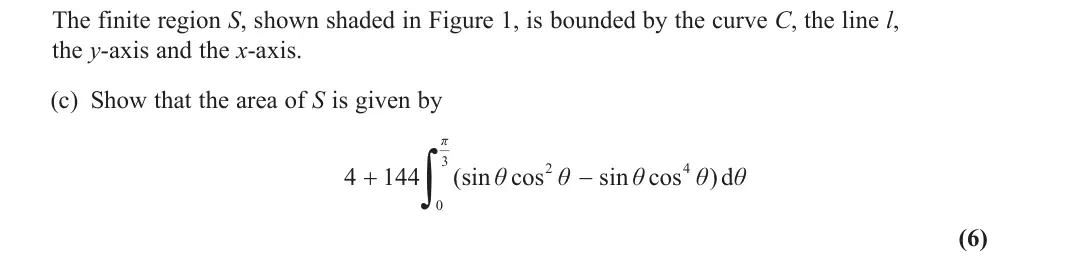 The finite region S, shown shaded in Figure 1, is bounded by the curve C, the line l,
the y-axis and the x-axis.
(c) Show that the area of S is given by
4 + 144 ∫₀^(π/3) (sin θ cos² θ – sin θ cos⁴ θ) dθ
(6)